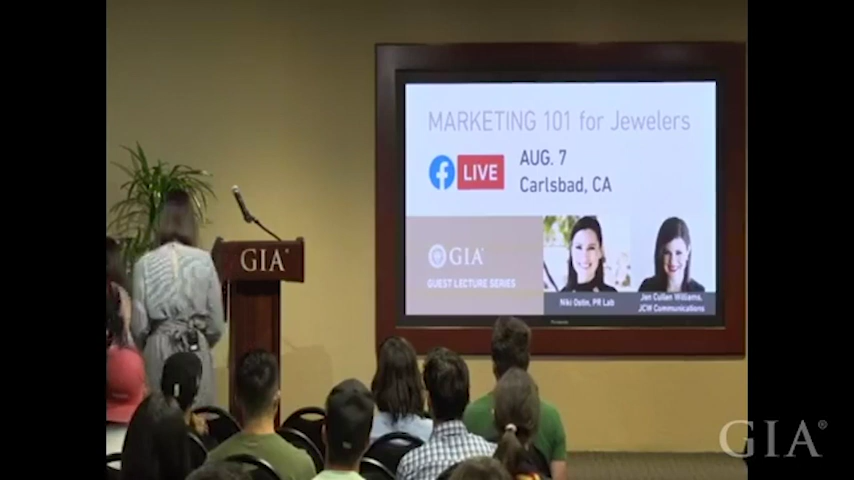 MARKETING 101 for Jewelers
f LIVE
AUG. 7
Carlsbad, CA
GIA
GIA®
GUEST LECTURE SERIES
Niki Ostin, PR Lab
Jen Cullen Williams,
JCW Communications
GIA®